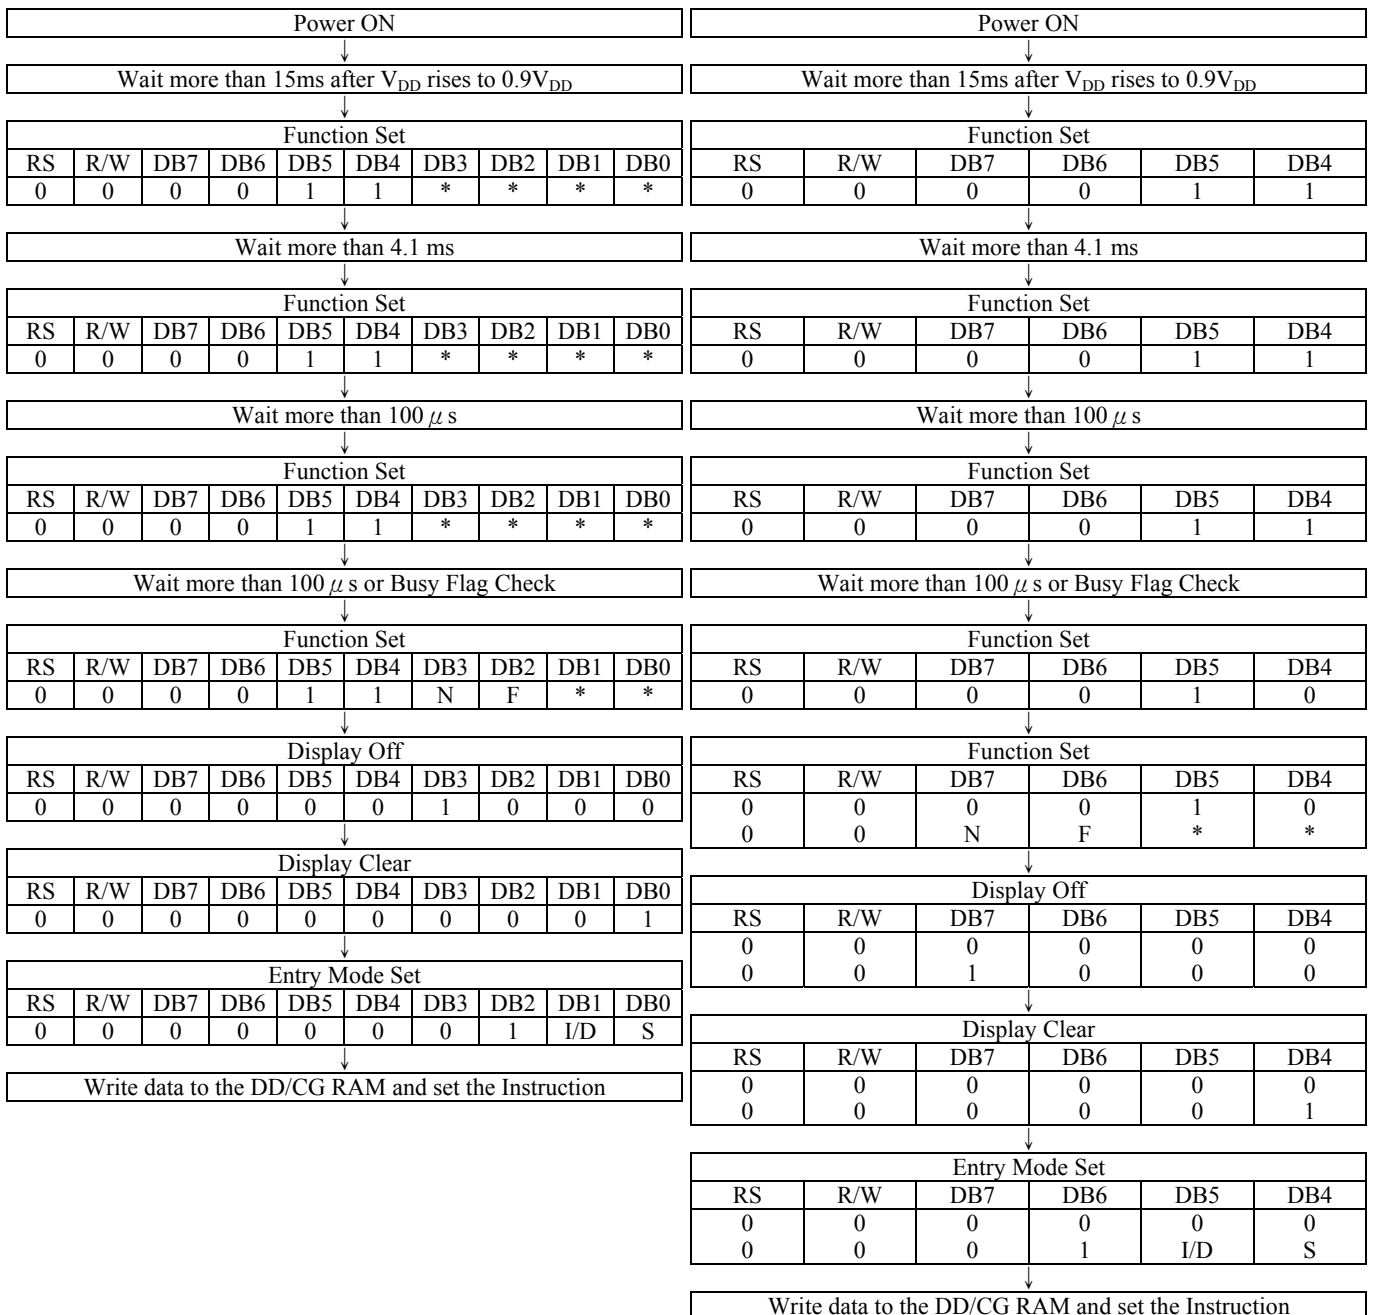 Power ON
↓
Wait more than 15ms after VDD rises to 0.9VDD
↓
Function Set
RS R/W DB7 DB6 DB5 DB4 DB3 DB2 DB1 DB0
0 0 0 0 1 1 * * * *
↓
Wait more than 4.1 ms
↓
Function Set
RS R/W DB7 DB6 DB5 DB4 DB3 DB2 DB1 DB0
0 0 0 0 1 1 * * * *
↓
Wait more than 100 μ s
↓
Function Set
RS R/W DB7 DB6 DB5 DB4 DB3 DB2 DB1 DB0
0 0 0 0 1 1 * * * *
↓
Wait more than 100 μ s or Busy Flag Check
↓
Function Set
RS R/W DB7 DB6 DB5 DB4 DB3 DB2 DB1 DB0
0 0 0 0 1 1 N F * *
↓
Display Off
RS R/W DB7 DB6 DB5 DB4 DB3 DB2 DB1 DB0
0 0 0 0 0 0 1 0 0 0
↓
Display Clear
RS R/W DB7 DB6 DB5 DB4 DB3 DB2 DB1 DB0
0 0 0 0 0 0 0 0 0 1
↓
Entry Mode Set
RS R/W DB7 DB6 DB5 DB4 DB3 DB2 DB1 DB0
0 0 0 0 0 0 0 1 I/D S
↓
Write data to the DD/CG RAM and set the Instruction
Power ON
↓
Wait more than 15ms after VDD rises to 0.9VDD
↓
Function Set
RS R/W DB7 DB6 DB5 DB4
0 0 0 0 1 1
↓
Wait more than 4.1 ms
↓
Function Set
RS R/W DB7 DB6 DB5 DB4
0 0 0 0 1 1
↓
Wait more than 100 μ s
↓
Function Set
RS R/W DB7 DB6 DB5 DB4
0 0 0 0 1 1
↓
Wait more than 100 μ s or Busy Flag Check
↓
Function Set
RS R/W DB7 DB6 DB5 DB4
0 0 0 0 1 0
↓
Function Set
RS R/W DB7 DB6 DB5 DB4
0 0 0 0 1 0
0 0 N F * *
↓
Display Off
RS R/W DB7 DB6 DB5 DB4
0 0 0 0 0 0
0 0 1 0 0 0
↓
Display Clear
RS R/W DB7 DB6 DB5 DB4
0 0 0 0 0 0
0 0 0 0 0 1
↓
Entry Mode Set
RS R/W DB7 DB6 DB5 DB4
0 0 0 0 0 0
0 0 0 1 I/D S
↓
Write data to the DD/CG RAM and set the Instruction